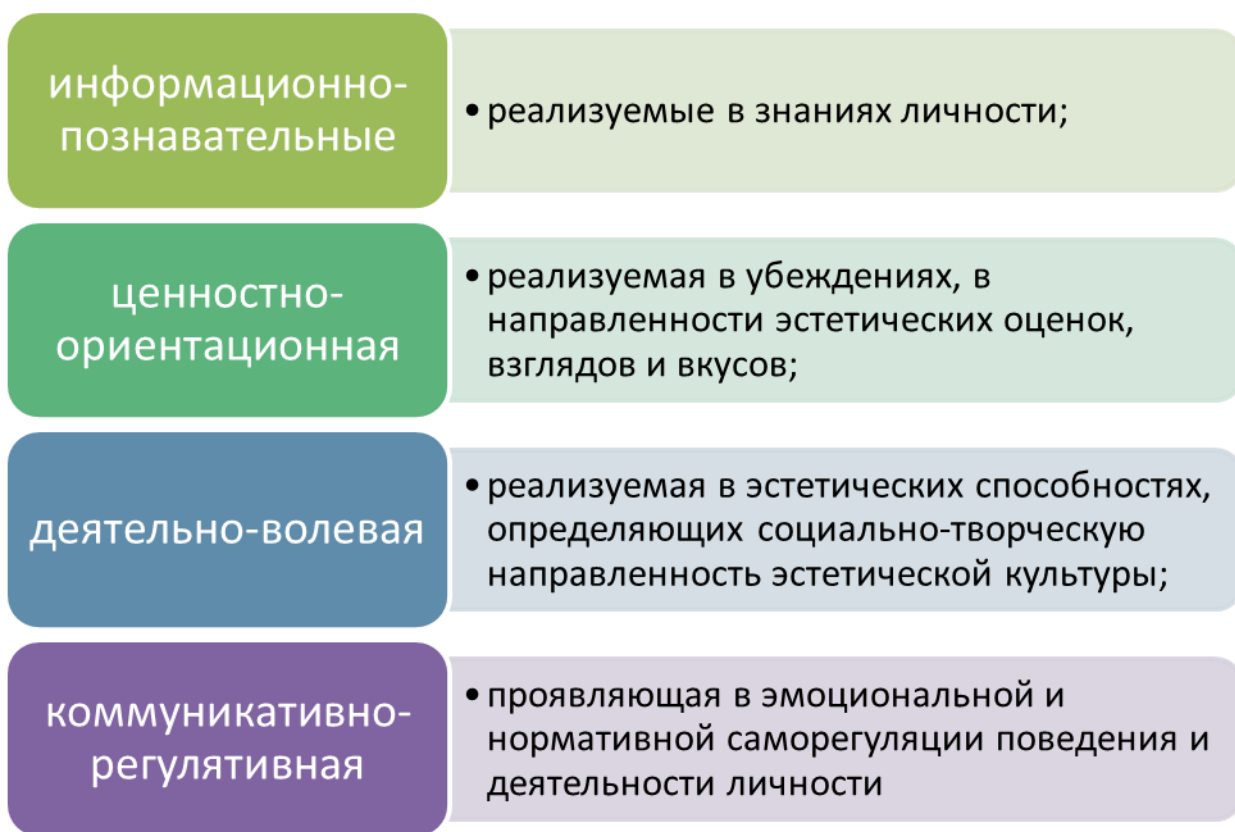 информационно-
познавательные
• реализуемые в знаниях личности;
ценностно-
ориентационная
• реализуемая в убеждениях, в
направленности эстетических оценок,
взглядов и вкусов;
деятельно-волевая
• реализуемая в эстетических способностях,
определяющих социально-творческую
направленность эстетической культуры;
коммуникативно-
регулятивная
• проявляющая в эмоциональной и
нормативной саморегуляции поведения и
деятельности личности